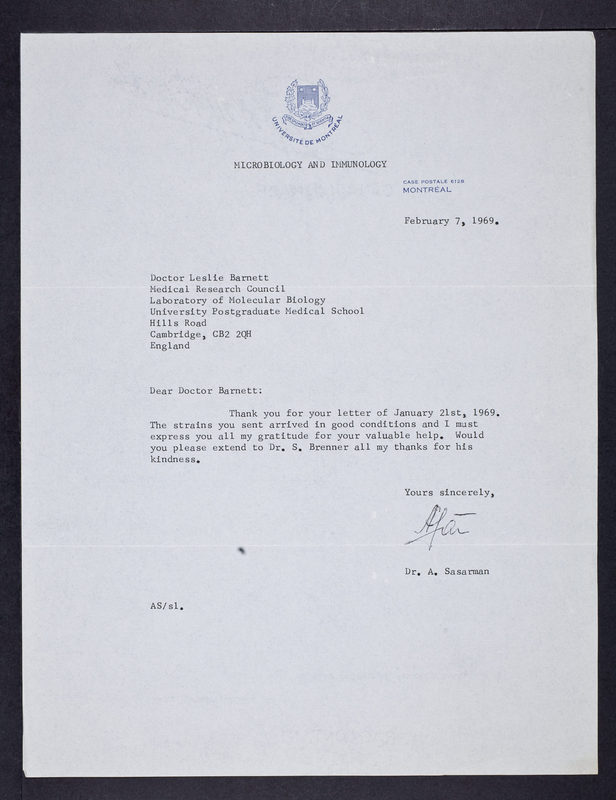 UNIVERSITÉ DE MONTRÉAL
MICROBIOLOGY AND IMMUNOLOGY
CASE POSTALE 6128
MONTRÉAL
February 7, 1969.
Doctor Leslie Barnett
Medical Research Council
Laboratory of Molecular Biology
University Postgraduate Medical School
Hills Road
Cambridge, CB2 2QH
England
Dear Doctor Barnett:
Thank you for your letter of January 21st, 1969.
The strains you sent arrived in good conditions and I must
express you all my gratitude for your valuable help. Would
you please extend to Dr. S. Brenner all my thanks for his
kindness.
Yours sincerely,
Dr. A. Sasarman
AS/sl.